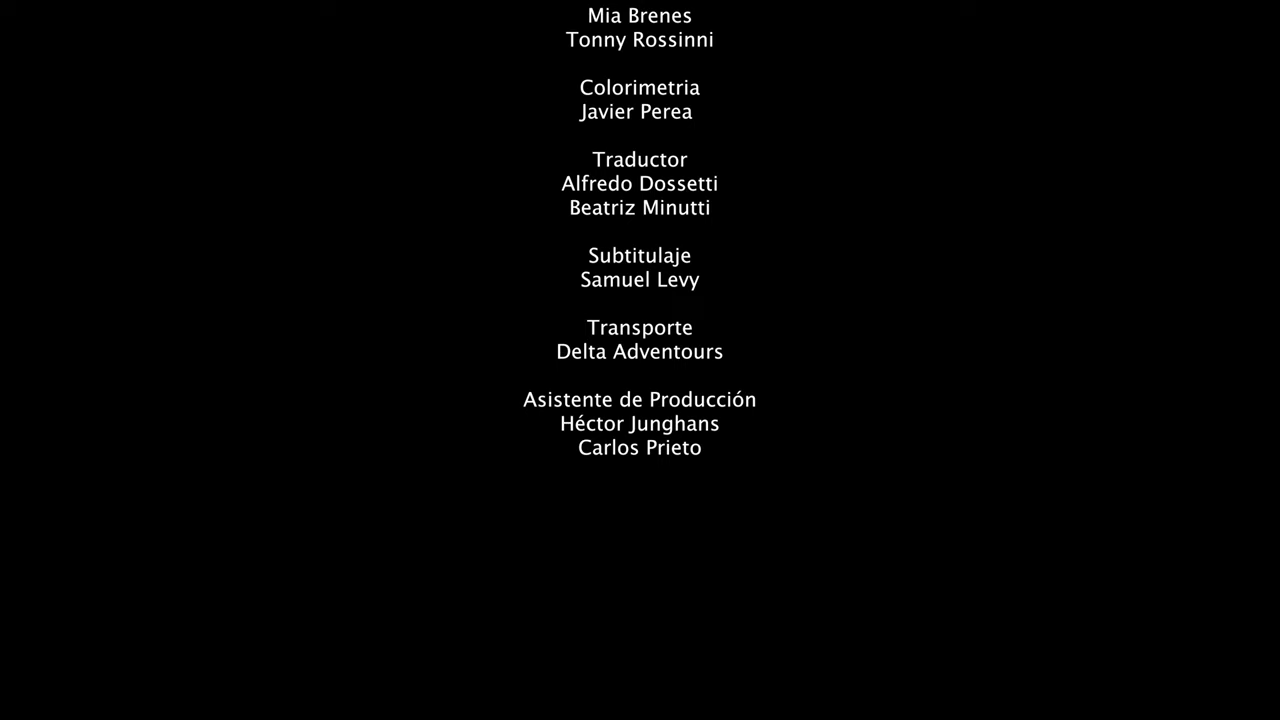 Mia Brenes
Tonny Rossinni
Colorimetria
Javier Perea
Traductor
Alfredo Dossetti
Beatriz Minutti
Subtitulaje
Samuel Levy
Transporte
Delta Adventours
Asistente de Producción
Héctor Junghans
Carlos Prieto